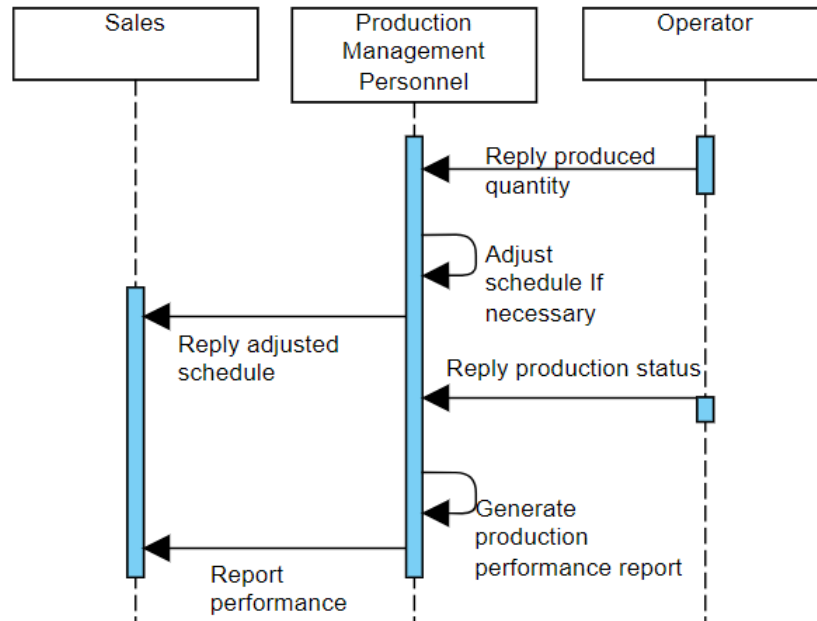 Sales
Production
Management
Personnel
Operator
Reply produced
quantity
Adjust
schedule If
necessary
Reply adjusted
schedule
Reply production status
Generate
production
performance report
Report
performance